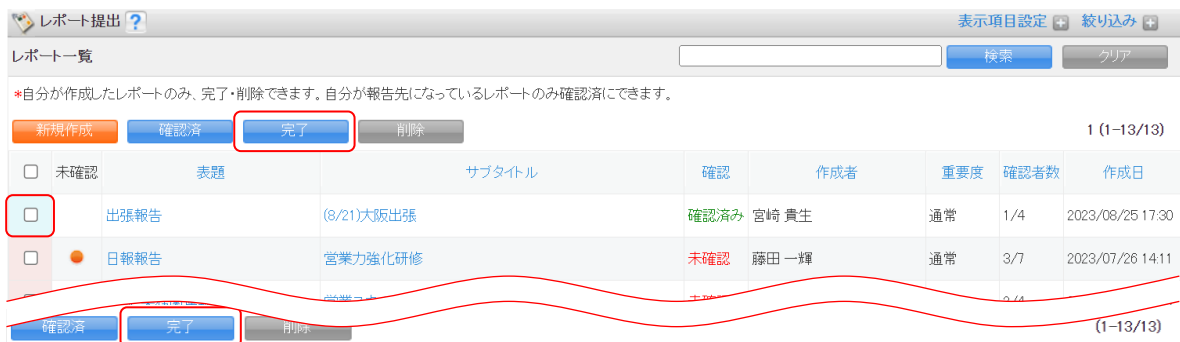 レポート提出 ? 表示項目設定 + 絞り込み +
レポート一覧 検索 クリア
*自分が作成したレポートのみ、完了・削除できます。自分が報告先になっているレポートのみ確認済にできます。
新規作成 確認済 完了 削除 1 (1-13/13)
未確認 表題 サブタイトル 確認 作成者 重要度 確認者数 作成日
出張報告 (8/21)大阪出張 確認済み 宮崎 貴生 通常 1/4 2023/08/25 17:30
日報報告 営業力強化研修 未確認 藤田 一輝 通常 3/7 2023/07/26 14:11
確認済 完了 削除 (1-13/13)